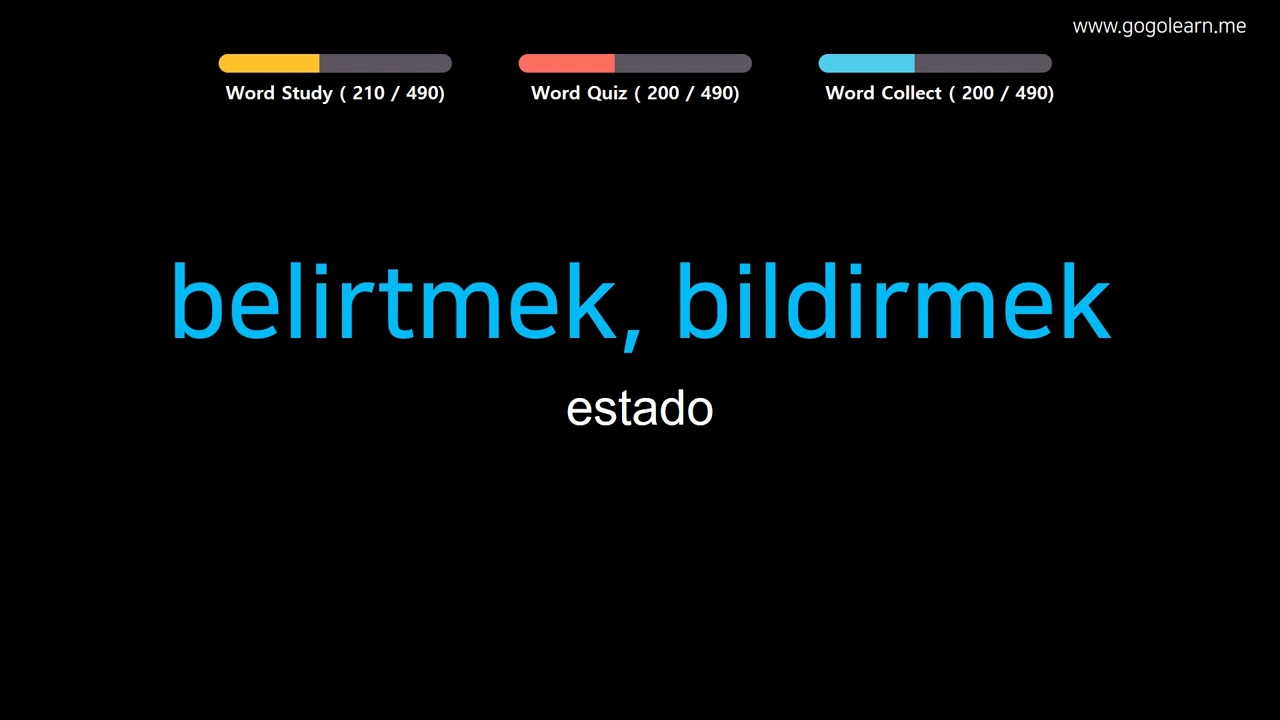 www.gogolearn.me
Word Study ( 210 / 490)
Word Quiz ( 200 / 490)
Word Collect ( 200 / 490)
belirtmek, bildirmek
estado